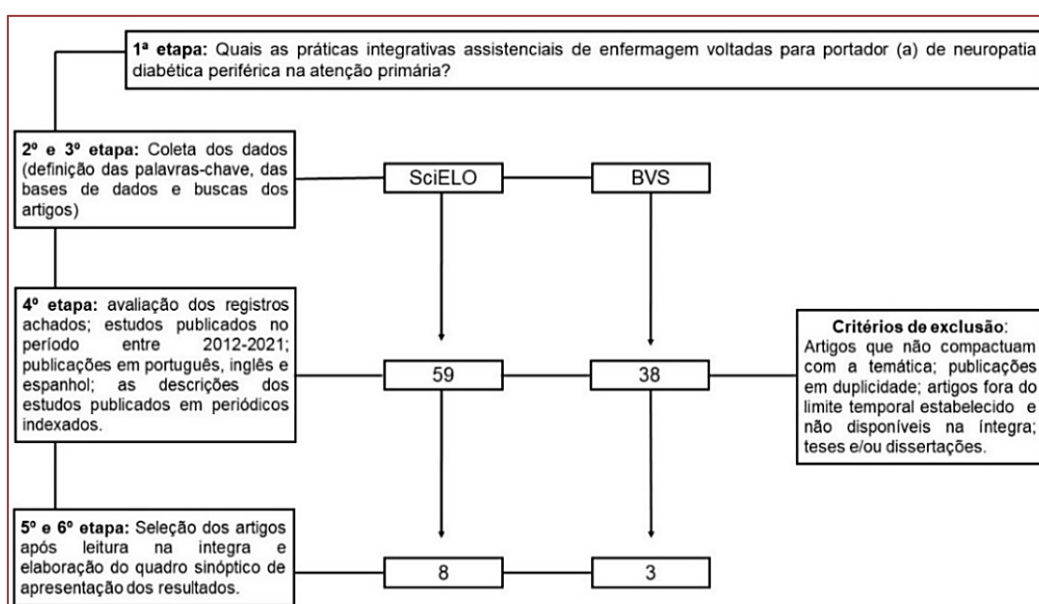 1ª etapa: Quais as práticas integrativas assistenciais de enfermagem voltadas para portador (a) de neuropatia
diabética periférica na atenção primária?
2º e 3º etapa: Coleta dos dados
(definição das palavras-chave, das
bases de dados e buscas dos
artigos)
SciELO
BVS
4º etapa: avaliação dos registros
achados; estudos publicados no
período entre 2012-2021;
publicações em português, inglês e
espanhol; as descrições dos
estudos publicados em periódicos
indexados.
59
38
Critérios de exclusão:
Artigos que não compactuam
com a temática; publicações
em duplicidade; artigos fora do
limite temporal estabelecido e
não disponíveis na íntegra;
teses e/ou dissertações.
5º e 6º etapa: Seleção dos artigos
após leitura na integra e
elaboração do quadro sinóptico de
apresentação dos resultados.
8
3